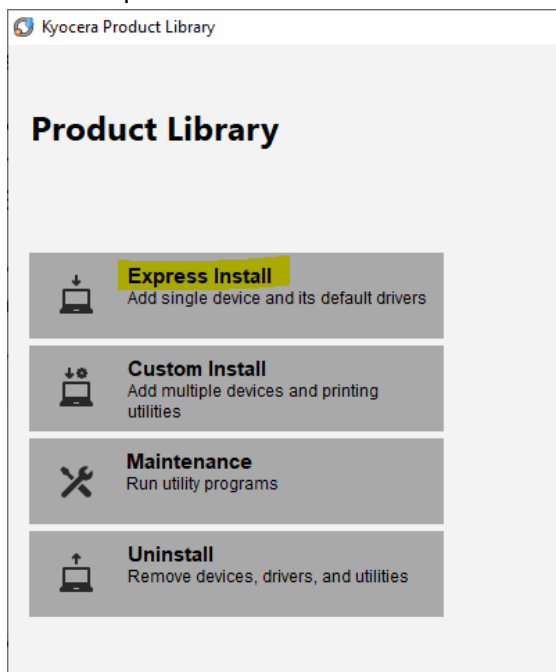 Kyocera Product Library
Product Library
Express Install
Add single device and its default drivers
Custom Install
Add multiple devices and printing
utilities
Maintenance
Run utility programs
Uninstall
Remove devices, drivers, and utilities